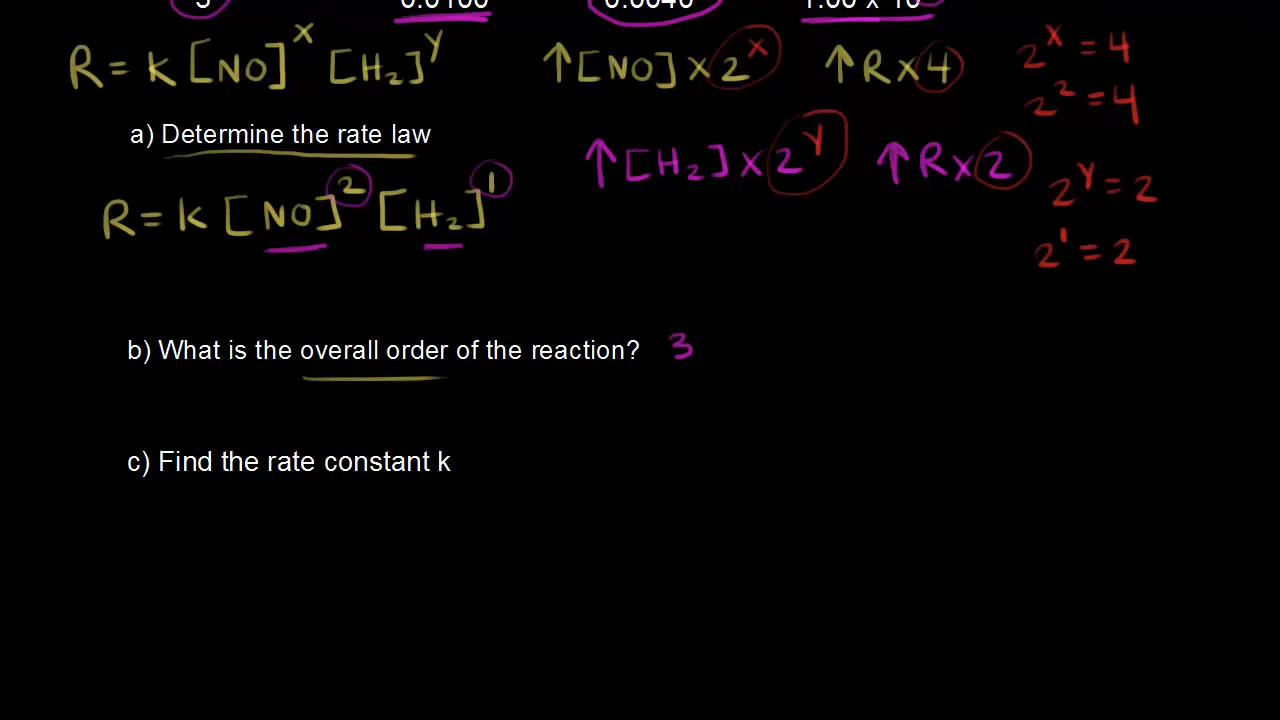 R = K [NO]^x [H₂]^y ↑[NO] x 2^x ↑R x 4 2^x = 4
2^2 = 4
a) Determine the rate law
↑[H₂] x 2^y ↑R x 2 2^y = 2
R = K [NO]^2 [H₂]^1
2^1 = 2
b) What is the overall order of the reaction? 3
c) Find the rate constant k